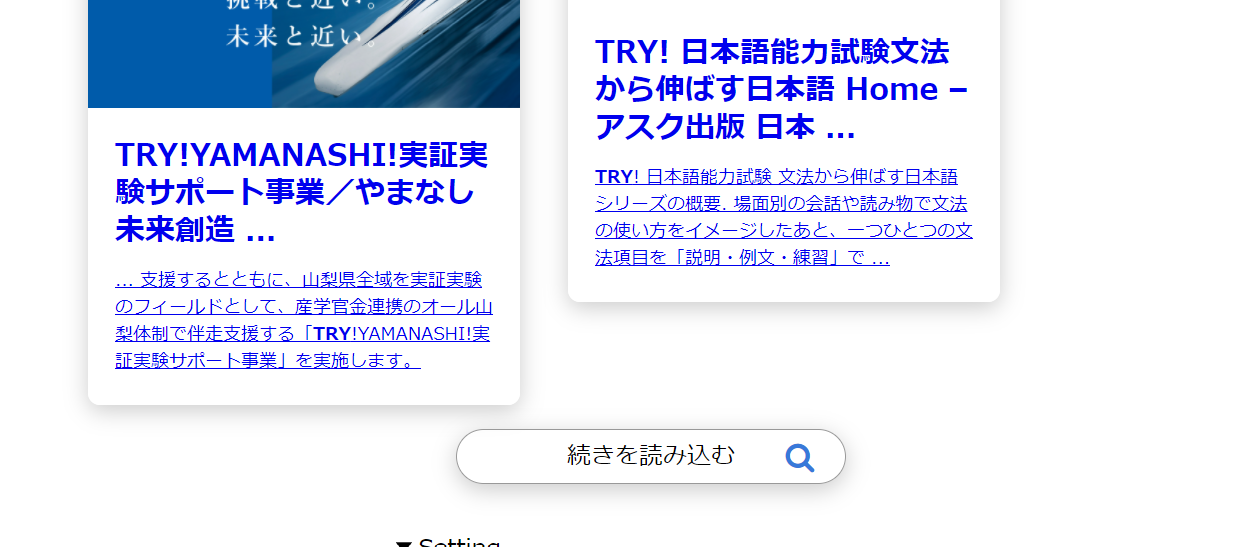 挑戦と近い。
未来と近い。
TRY!YAMANASHI!実証実
験サポート事業／やまなし
未来創造 ...
... 支援するとともに、山梨県全域を実証実験
のフィールドとして、産学官金連携のオール山
梨体制で伴走支援する「TRY!YAMANASHI!実
証実験サポート事業」を実施します。
TRY! 日本語能力試験文法
から伸ばす日本語 Home –
アスク出版 日本 ...
TRY! 日本語能力試験 文法から伸ばす日本語
シリーズの概要. 場面別の会話や読み物で文法
の使い方をイメージしたあと、一つひとつの文
法項目を「説明・例文・練習」で ...
続きを読み込む
▼ Setting